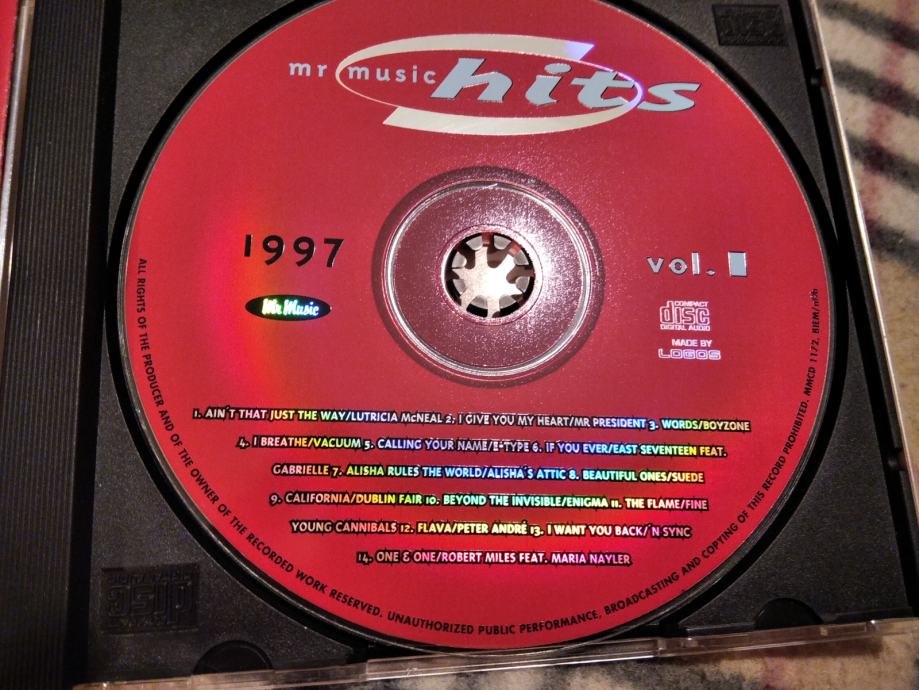 mr music hits
1997
vol. 1
Mr Music
COMPACT
disc
DIGITAL AUDIO
MADE BY
LOGOS
1. AIN´T THAT JUST THE WAY/LUTRICIA McNEAL 2. I GIVE YOU MY HEART/MR PRESIDENT 3. WORDS/BOYZONE
4. I BREATHE/VACUUM 5. CALLING YOUR NAME/E-TYPE 6. IF YOU EVER/EAST SEVENTEEN FEAT.
GABRIELLE 7. ALISHA RULES THE WORLD/ALISHA´S ATTIC 8. BEAUTIFUL ONES/SUEDE
9. CALIFORNIA/DUBLIN FAIR 10. BEYOND THE INVISIBLE/ENIGMA 11. THE FLAME/FINE
YOUNG CANNIBALS 12. FLAVA/PETER ANDRÉ 13. I WANT YOU BACK/´N SYNC
14. ONE & ONE/ROBERT MILES FEAT. MARIA NAYLER
ALL RIGHTS OF THE PRODUCER AND OF THE OWNER OF THE RECORDED WORK RESERVED. UNAUTHORIZED PUBLIC PERFORMANCE, BROADCASTING AND COPYING OF THIS RECORD PROHIBITED. MMCD 11/2. BIEM/n©b